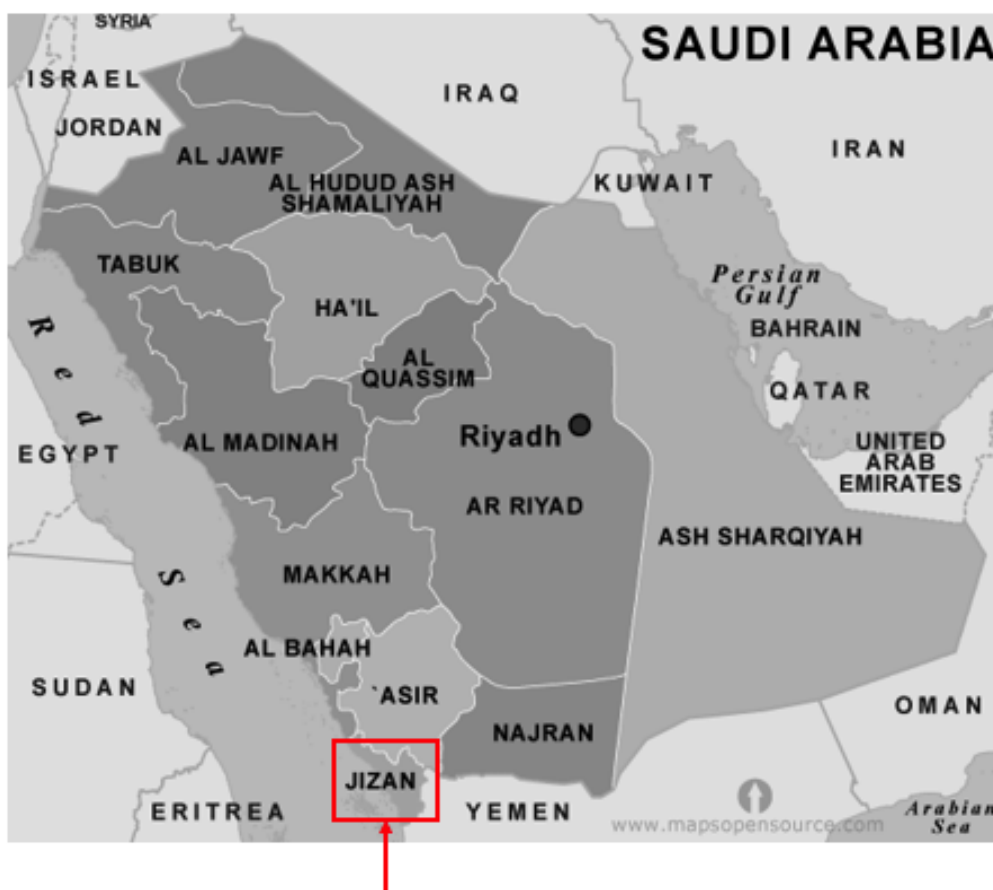 SYRIA
SAUDI ARABIA
ISRAEL
IRAQ
JORDAN
IRAN
AL JAWF
AL HUDUD ASH
SHAMALIYAH
KUWAIT
TABUK
Persian
Gulf
HA'IL
BAHRAIN
AL
QUASSIM
QATAR
Red Sea
Riyadh
AL MADINAH
EGYPT
UNITED
ARAB
EMIRATES
AR RIYAD
ASH SHARQIYAH
MAKKAH
AL BAHAH
SUDAN
`ASIR
OMAN
NAJRAN
JIZAN
ERITREA
YEMEN
www.mapsopensource.com
Arabian
Sea